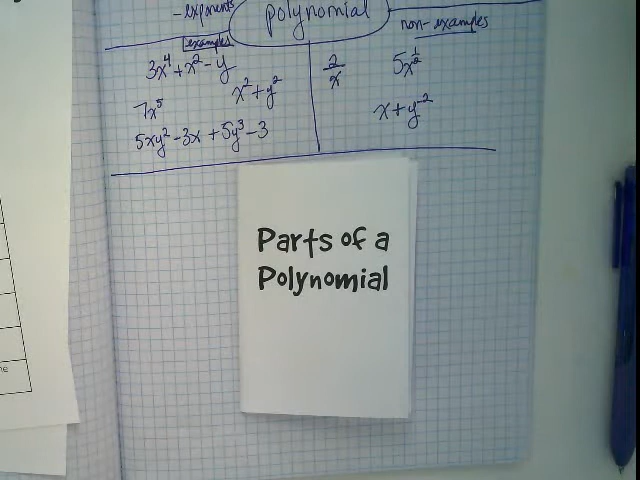 - exponents
polynomial
examples
non-examples
3x⁴ + x² - y
x² + y²
7x⁵
5xy² - 3x + 5y³ - 3
2/x
5x^½
x + y⁻²
Parts of a
Polynomial